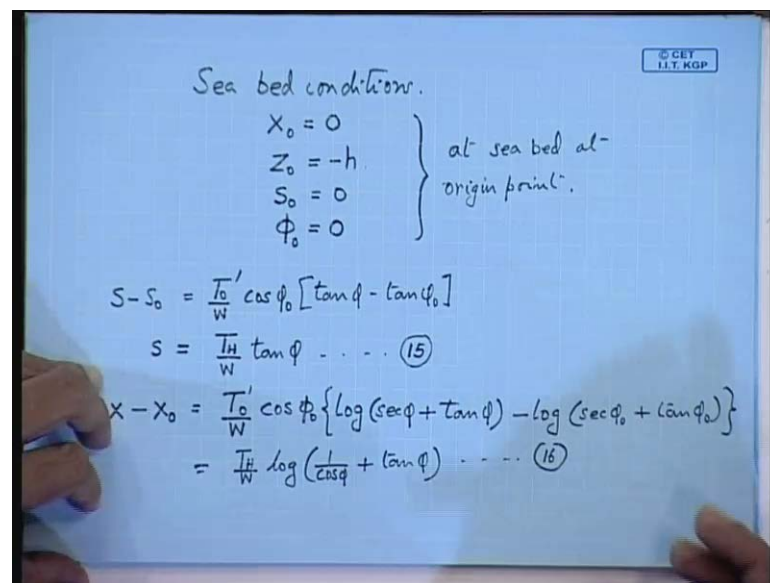 © CET
I.I.T. KGP
Sea bed conditions.
X₀ = 0
Z₀ = -h
S₀ = 0
ϕ₀ = 0
at sea bed at
origin point.
S-S₀ = T₀'/W cos φ₀ [tan φ - tan φ₀]
S = T_H/W tan φ - . . . . (15)
X - X₀ = T₀'/W cos ϕ₀ {log (sec φ + tan φ) - log (sec φ₀ + tan φ₀)}
= T_H/W log (1/cos φ + tan φ) . . . . . (16)